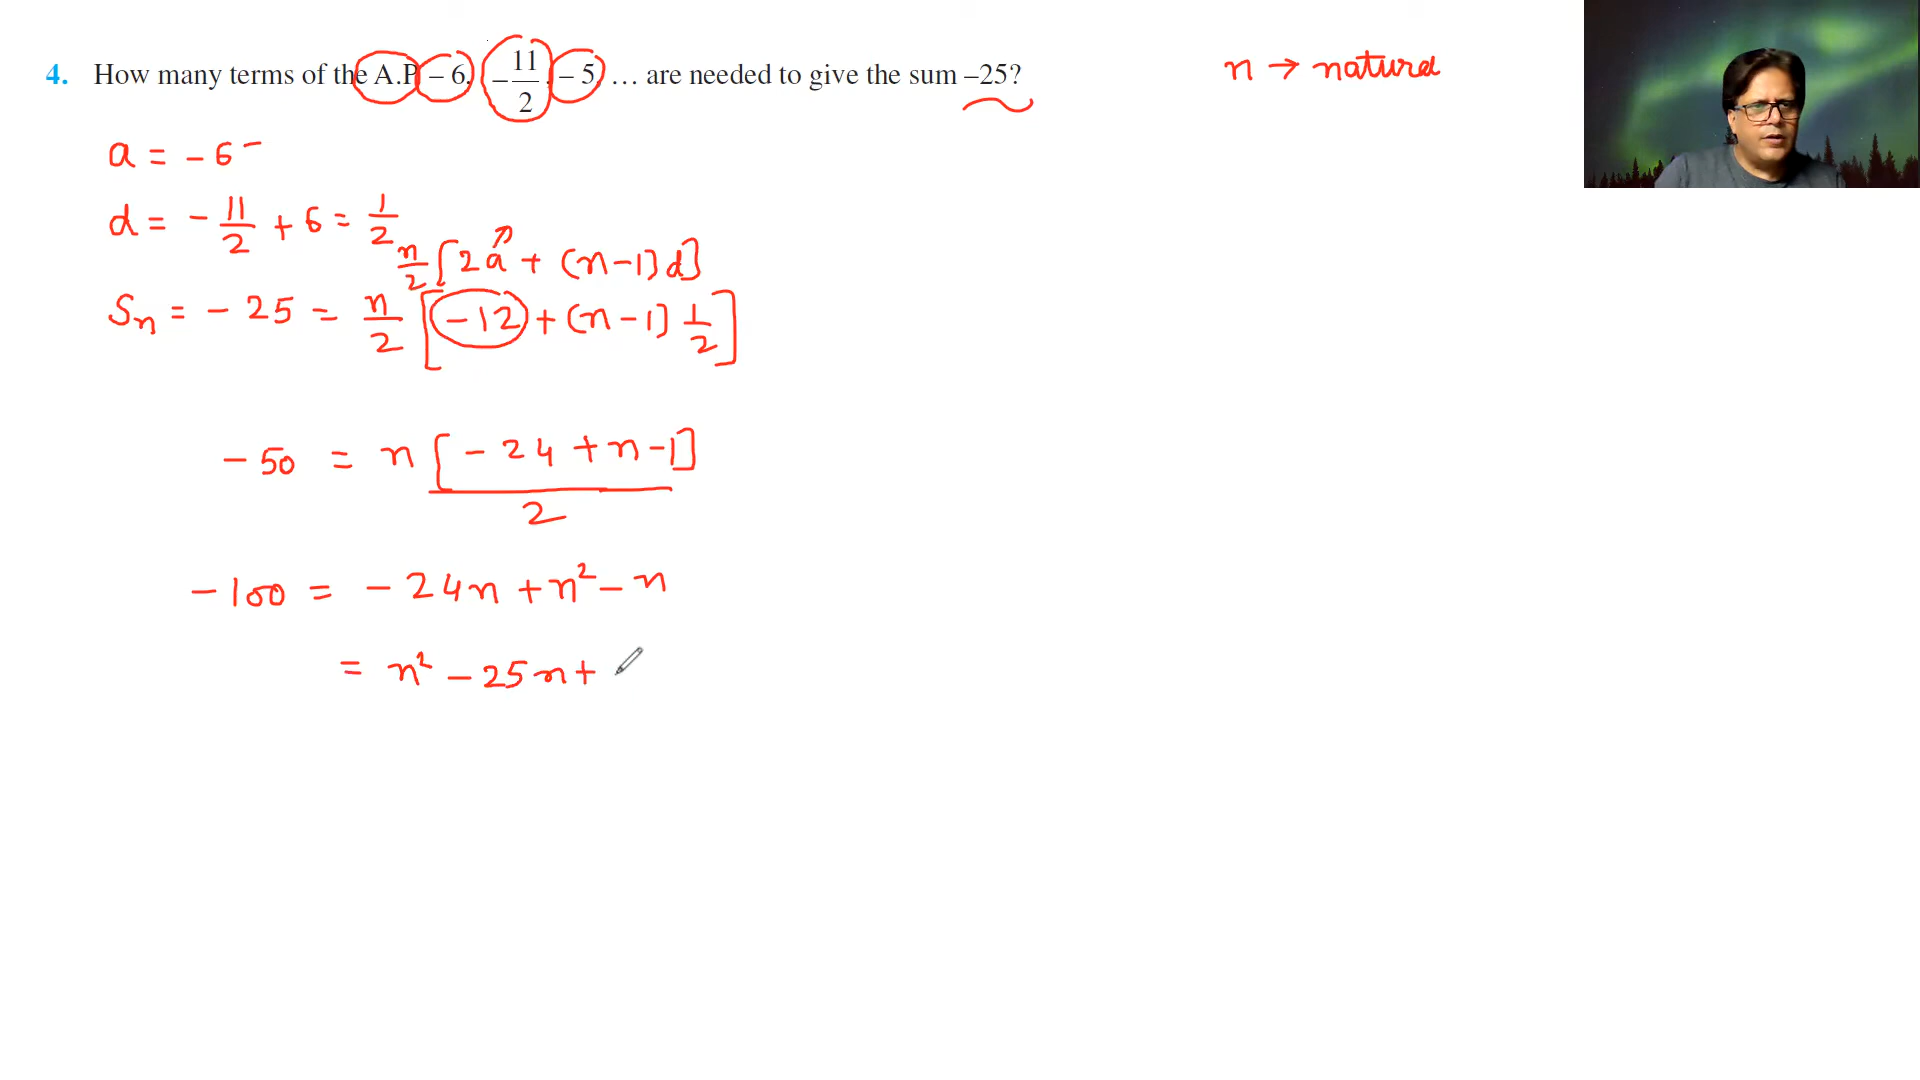 4. How many terms of the A.P – 6, –11/2, – 5, … are needed to give the sum –25?
n → natural
a = – 6
d = – 11/2 + 6 = 1/2
n/2 [2a + (n–1) d]
Sn = – 25 = n/2 [–12 + (n–1) 1/2]
– 50 = n [– 24 + n – 1] / 2
– 100 = – 24n + n² – n
= n² – 25n +